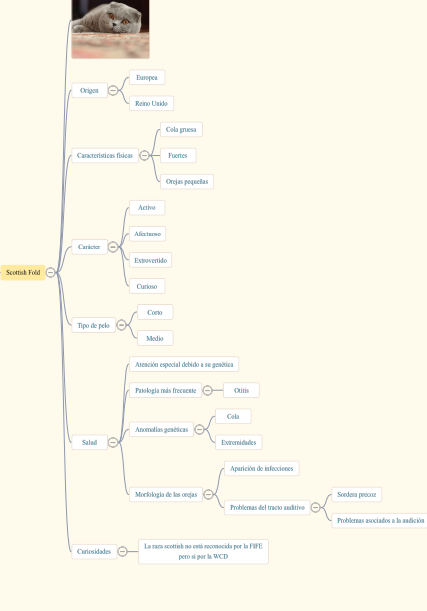 Scottish Fold
Origen
Europea
Reino Unido
Características físicas
Cola gruesa
Fuertes
Orejas pequeñas
Carácter
Activo
Afectuoso
Extrovertido
Curioso
Tipo de pelo
Corto
Medio
Salud
Atención especial debido a su genética
Patología más frecuente
Otitis
Anomalías genéticas
Cola
Extremidades
Morfología de las orejas
Aparición de infecciones
Problemas del tracto auditivo
Sordera precoz
Problemas asociados a la audición
Curiosidades
La raza scottish no está reconocida por la FIFE
pero si por la WCD